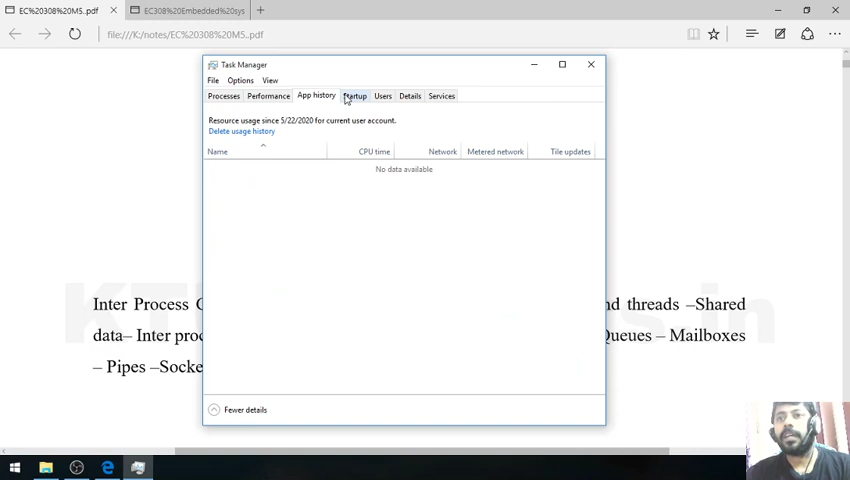 EC%20308%20M5..pdf
EC308%20Embedded%20sys
file:///K:/notes/EC%20308%20M5..pdf
Task Manager
File Options View
Processes Performance App history Startup Users Details Services
Resource usage since 5/22/2020 for current user account.
Delete usage history
Name CPU time Network Metered network Tile updates
No data available
Inter Process nd threads –Shared
data– Inter proc Queues – Mailboxes
– Pipes –Socke
Fewer details